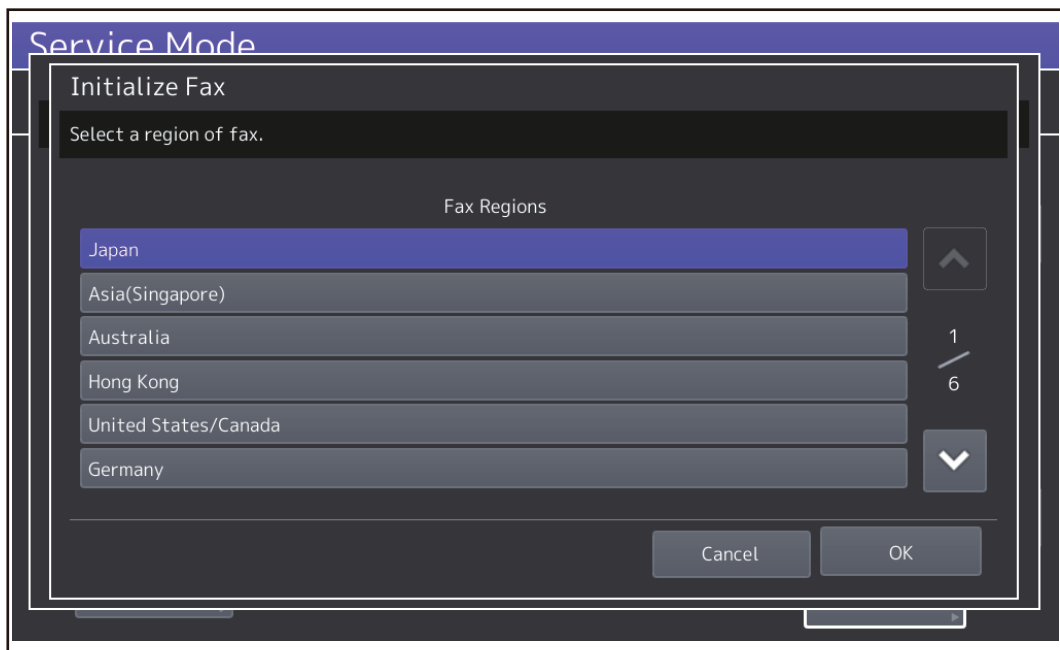 Service Mode
Initialize Fax
Select a region of fax.
Fax Regions
Japan
Asia(Singapore)
Australia
Hong Kong
United States/Canada
Germany
1
6
Cancel
OK